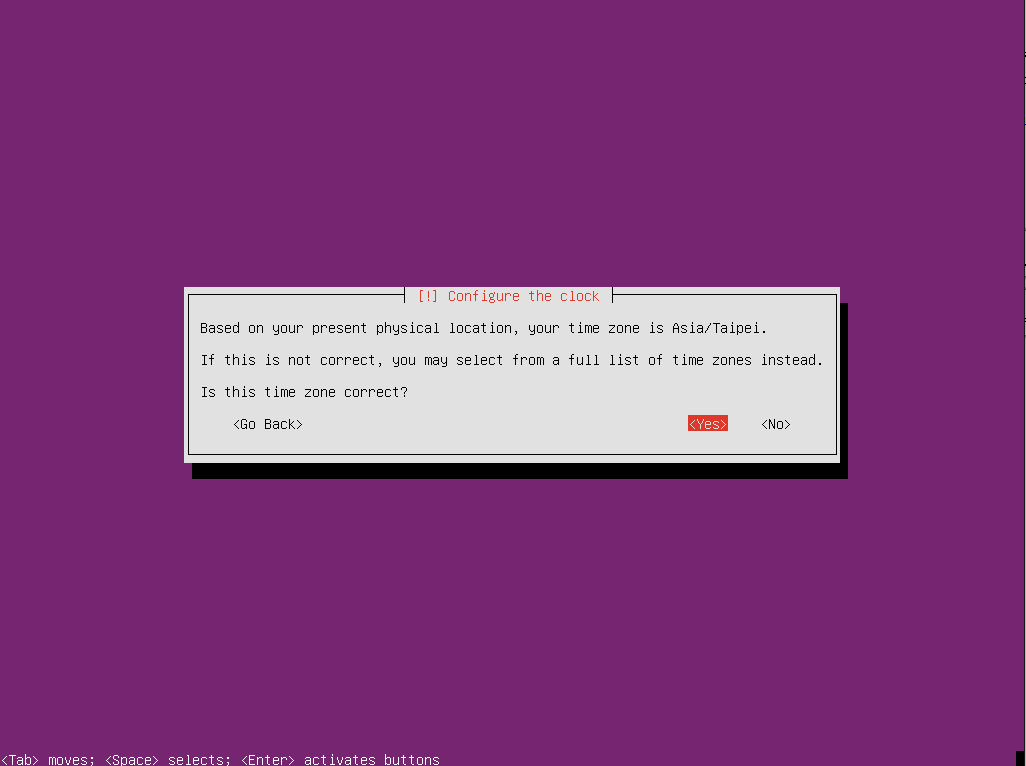 [!] Configure the clock
Based on your present physical location, your time zone is Asia/Taipei.
If this is not correct, you may select from a full list of time zones instead.
Is this time zone correct?
<Go Back> <Yes> <No>
<Tab> moves; <Space> selects; <Enter> activates buttons